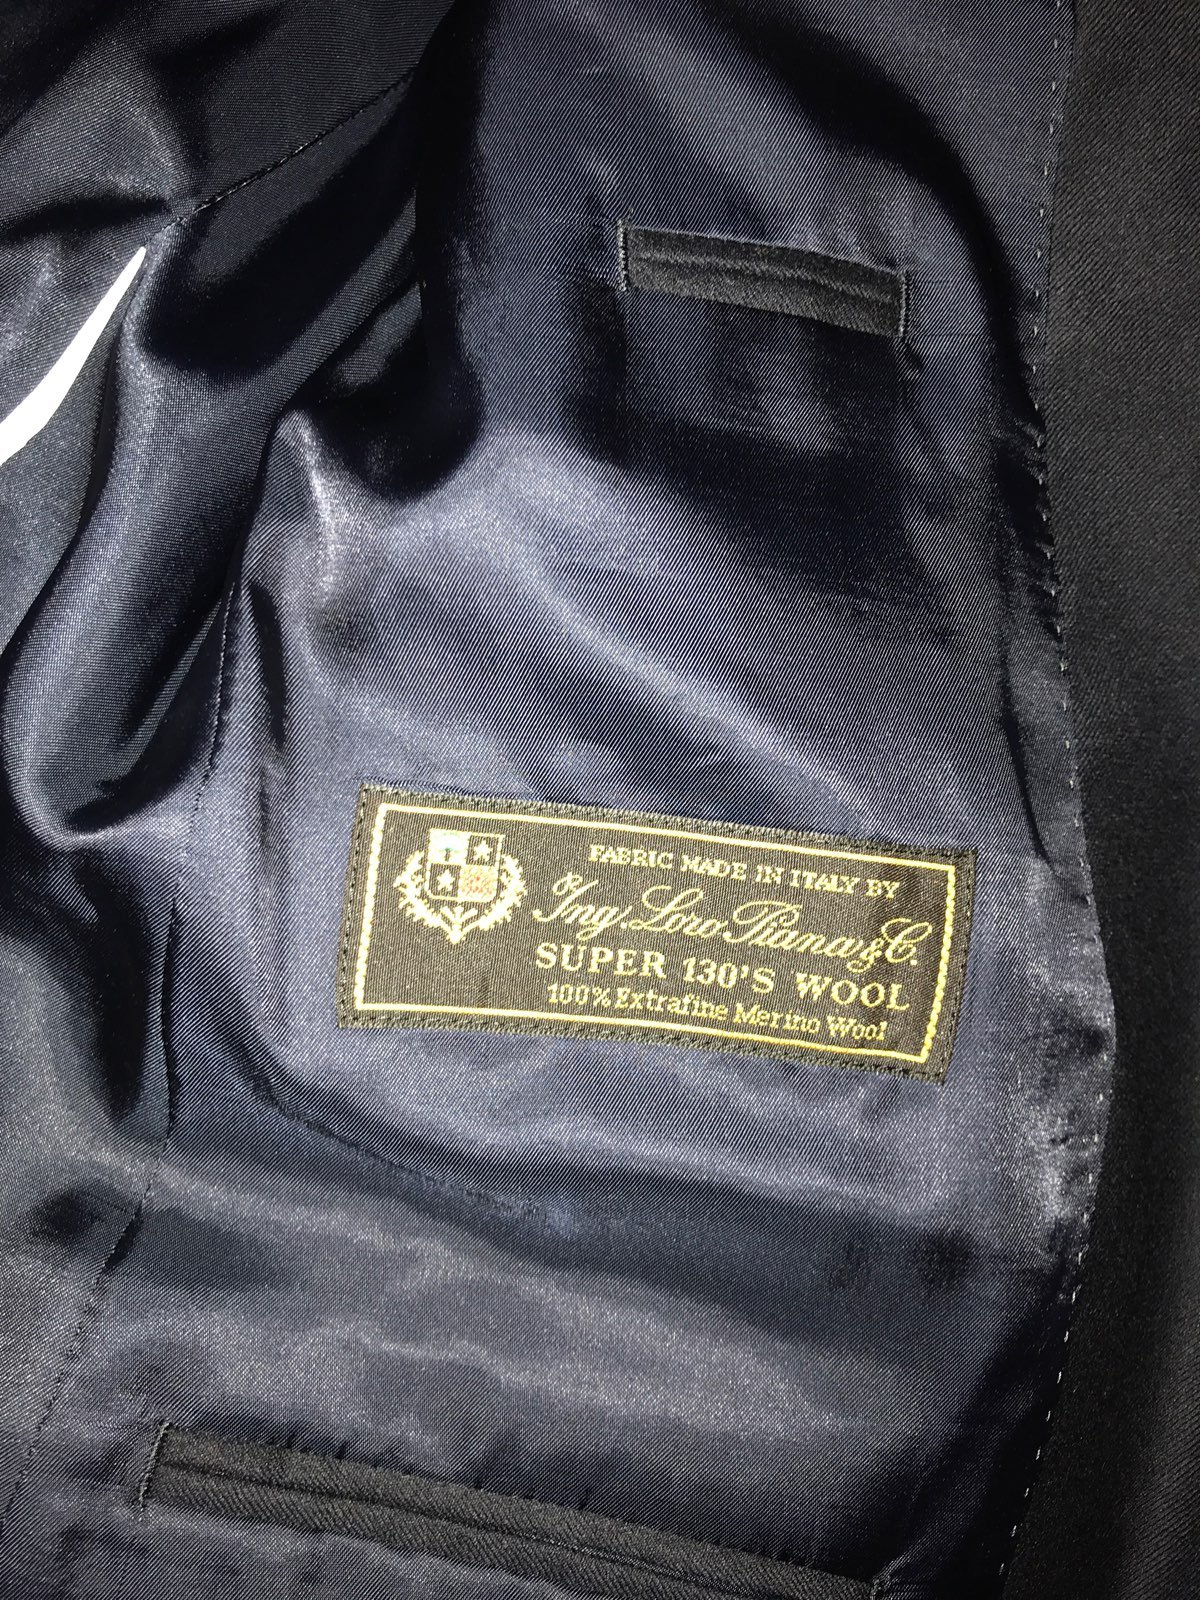 FABRIC MADE IN ITALY BY
Ing. Loro Piana & C.
SUPER 130'S WOOL
100% Extrafine Merino Wool